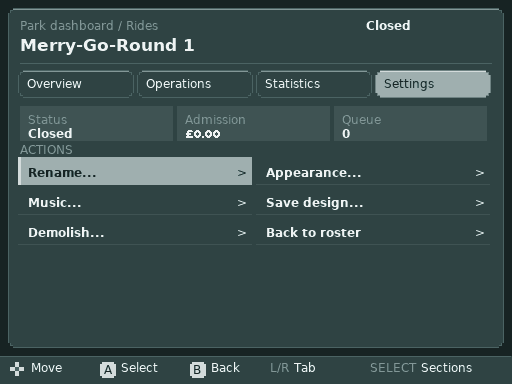 Park dashboard / Rides
Closed
Merry-Go-Round 1
Overview
Operations
Statistics
Settings
Status
Closed
Admission
£0.00
Queue
0
ACTIONS
Rename... >
Appearance... >
Music... >
Save design... >
Demolish... >
Back to roster >
Move
A Select
B Back
L/R Tab
SELECT Sections